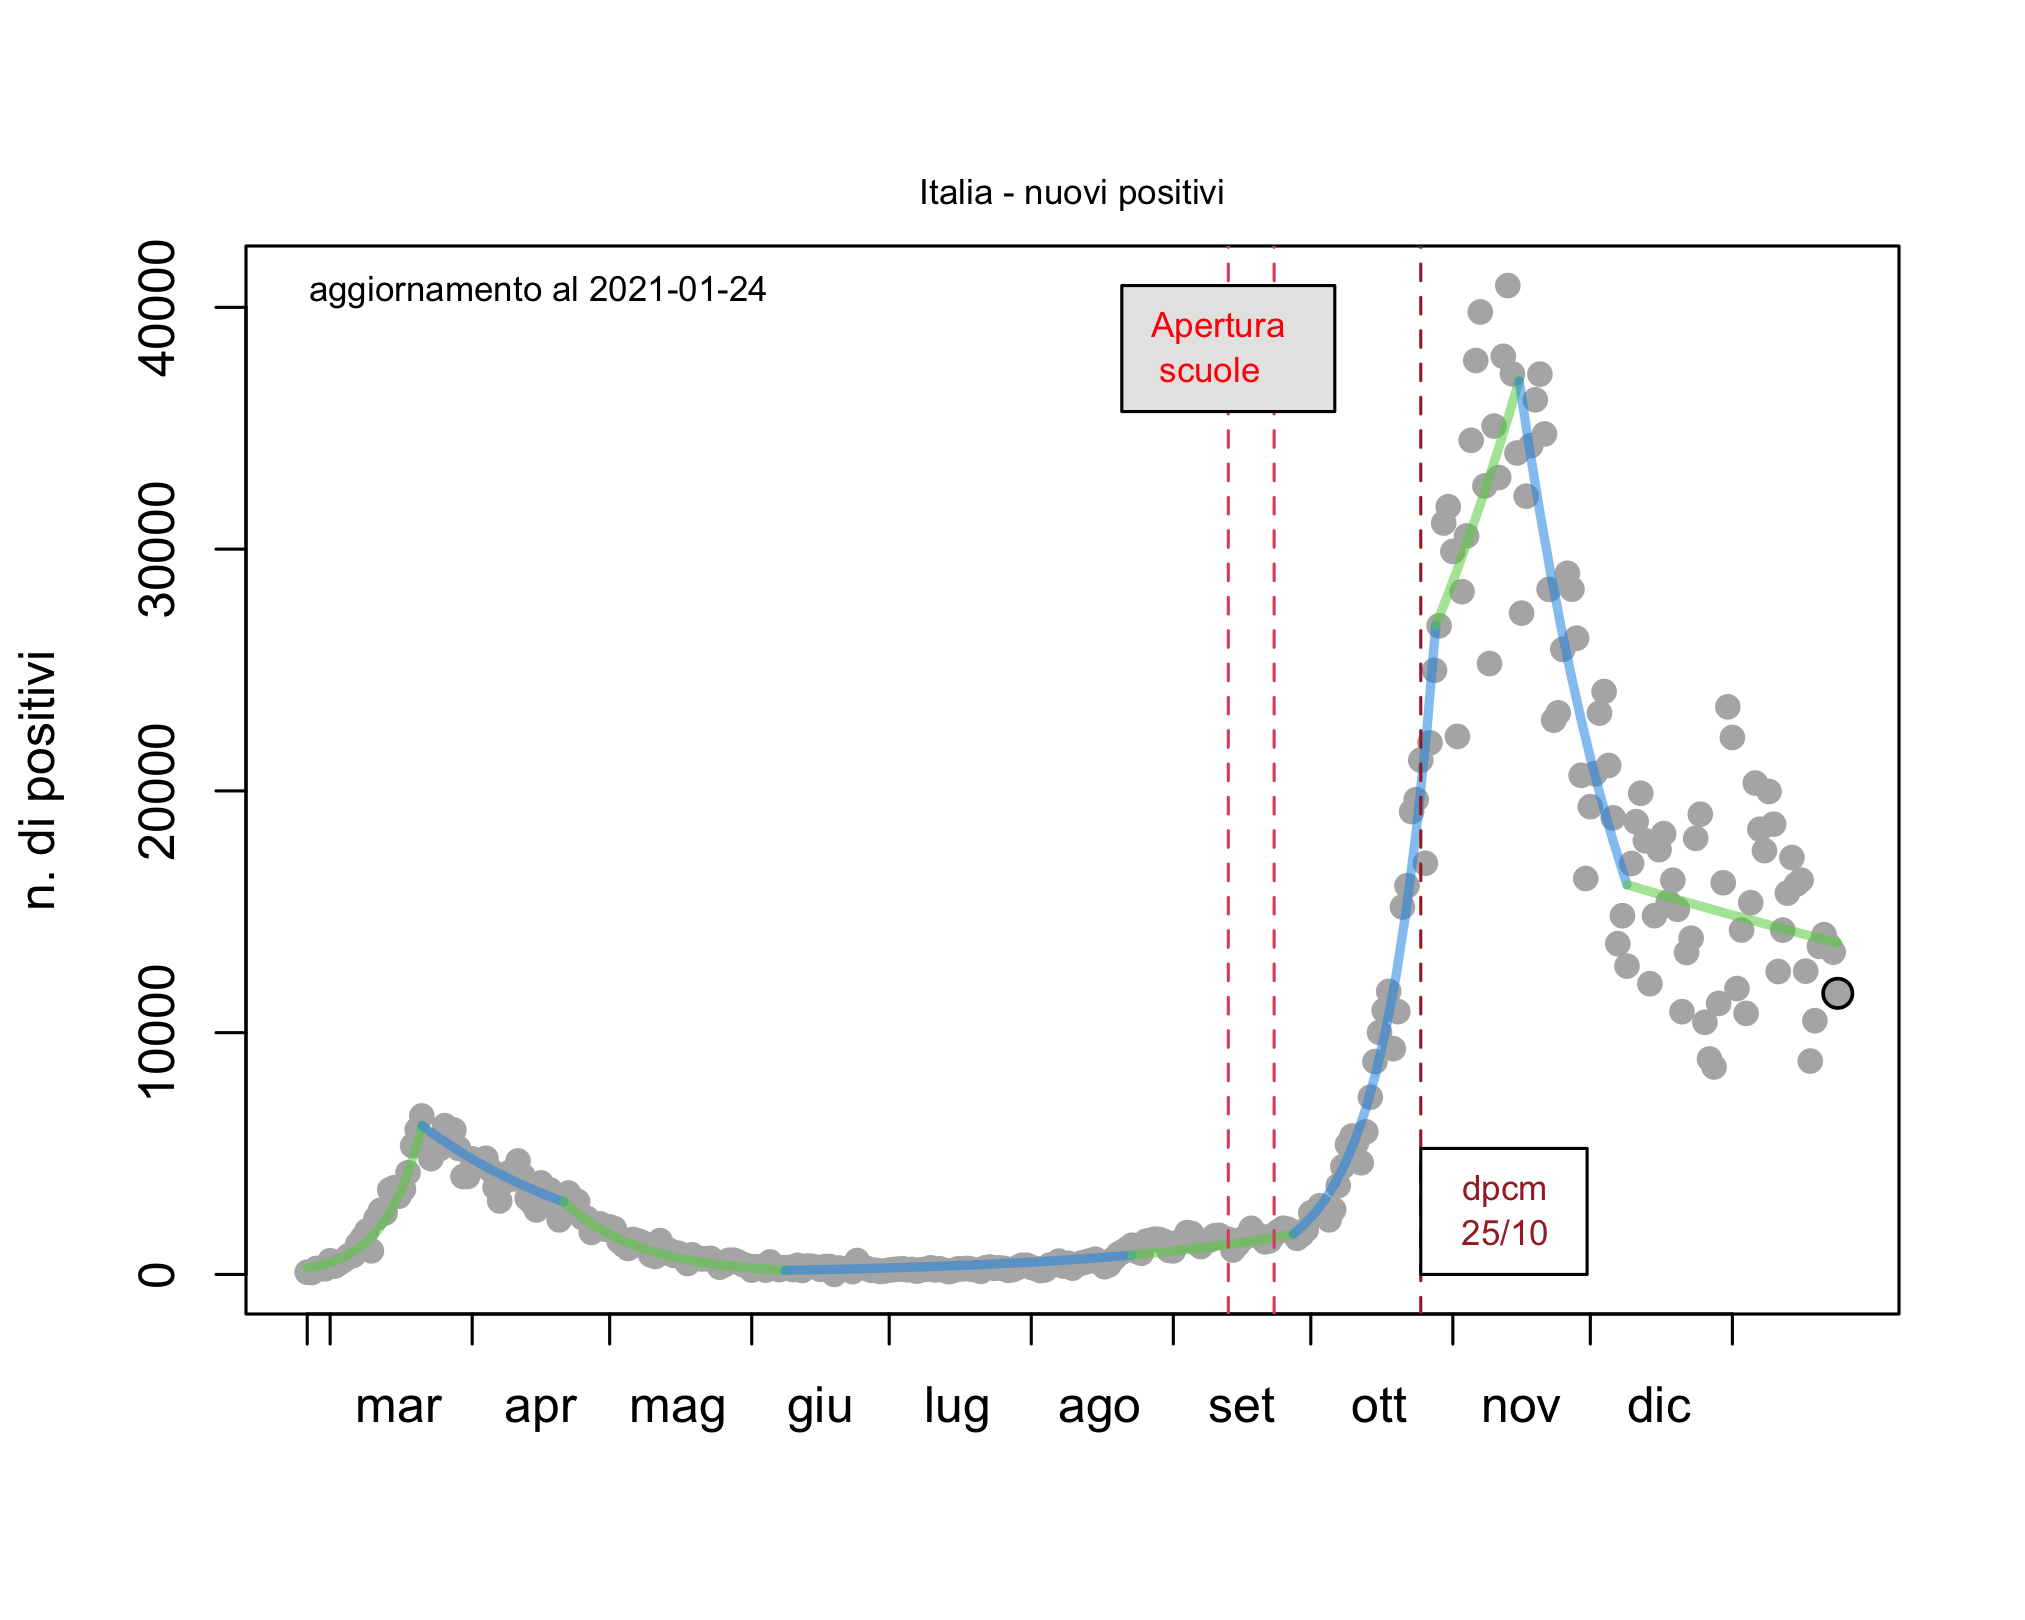 Italia - nuovi positivi
aggiornamento al 2021-01-24
Apertura
scuole
dpcm
25/10
n. di positivi
40000
30000
20000
10000
0
mar apr mag giu lug ago set ott nov dic